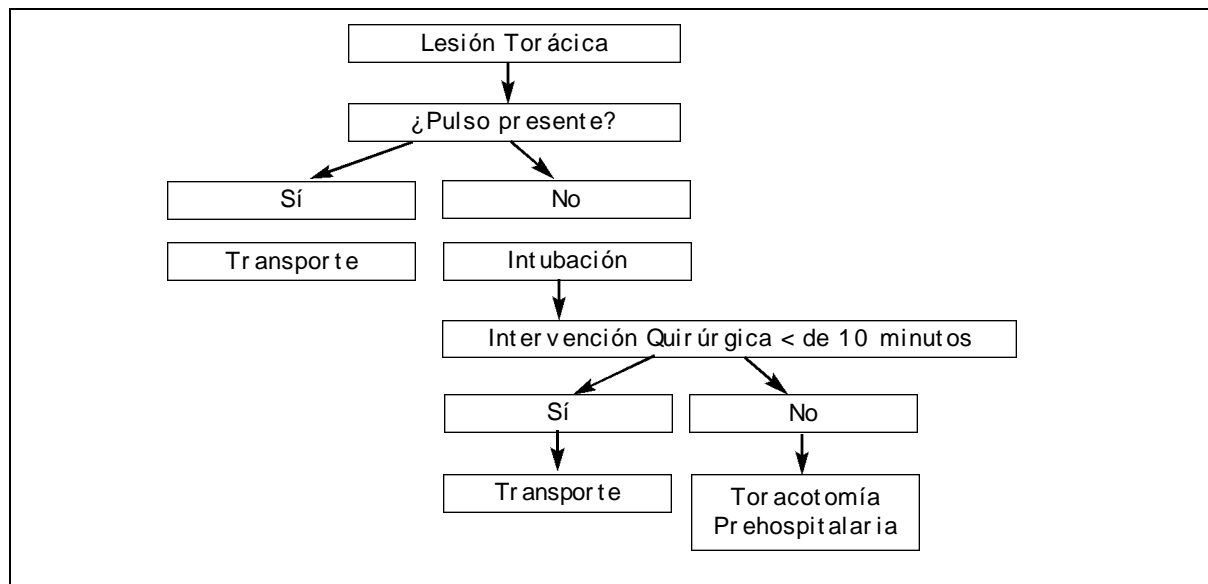 Lesión Torácica
¿Pulso presente?
Sí
No
Transporte
Intubación
Intervención Quirúrgica < de 10 minutos
Sí
No
Transporte
Toracotomía
Prehospitalaria